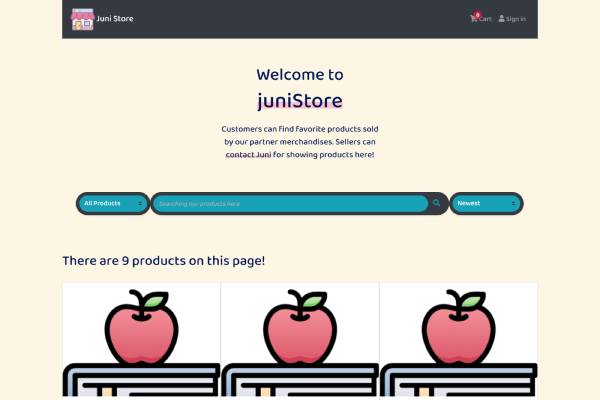 Juni Store
0
Cart
Sign in
Welcome to
juniStore
Customers can find favorite products sold
by our partner merchandises. Sellers can
contact Juni for showing products here!
All Products
Searching our products here
Newest
There are 9 products on this page!